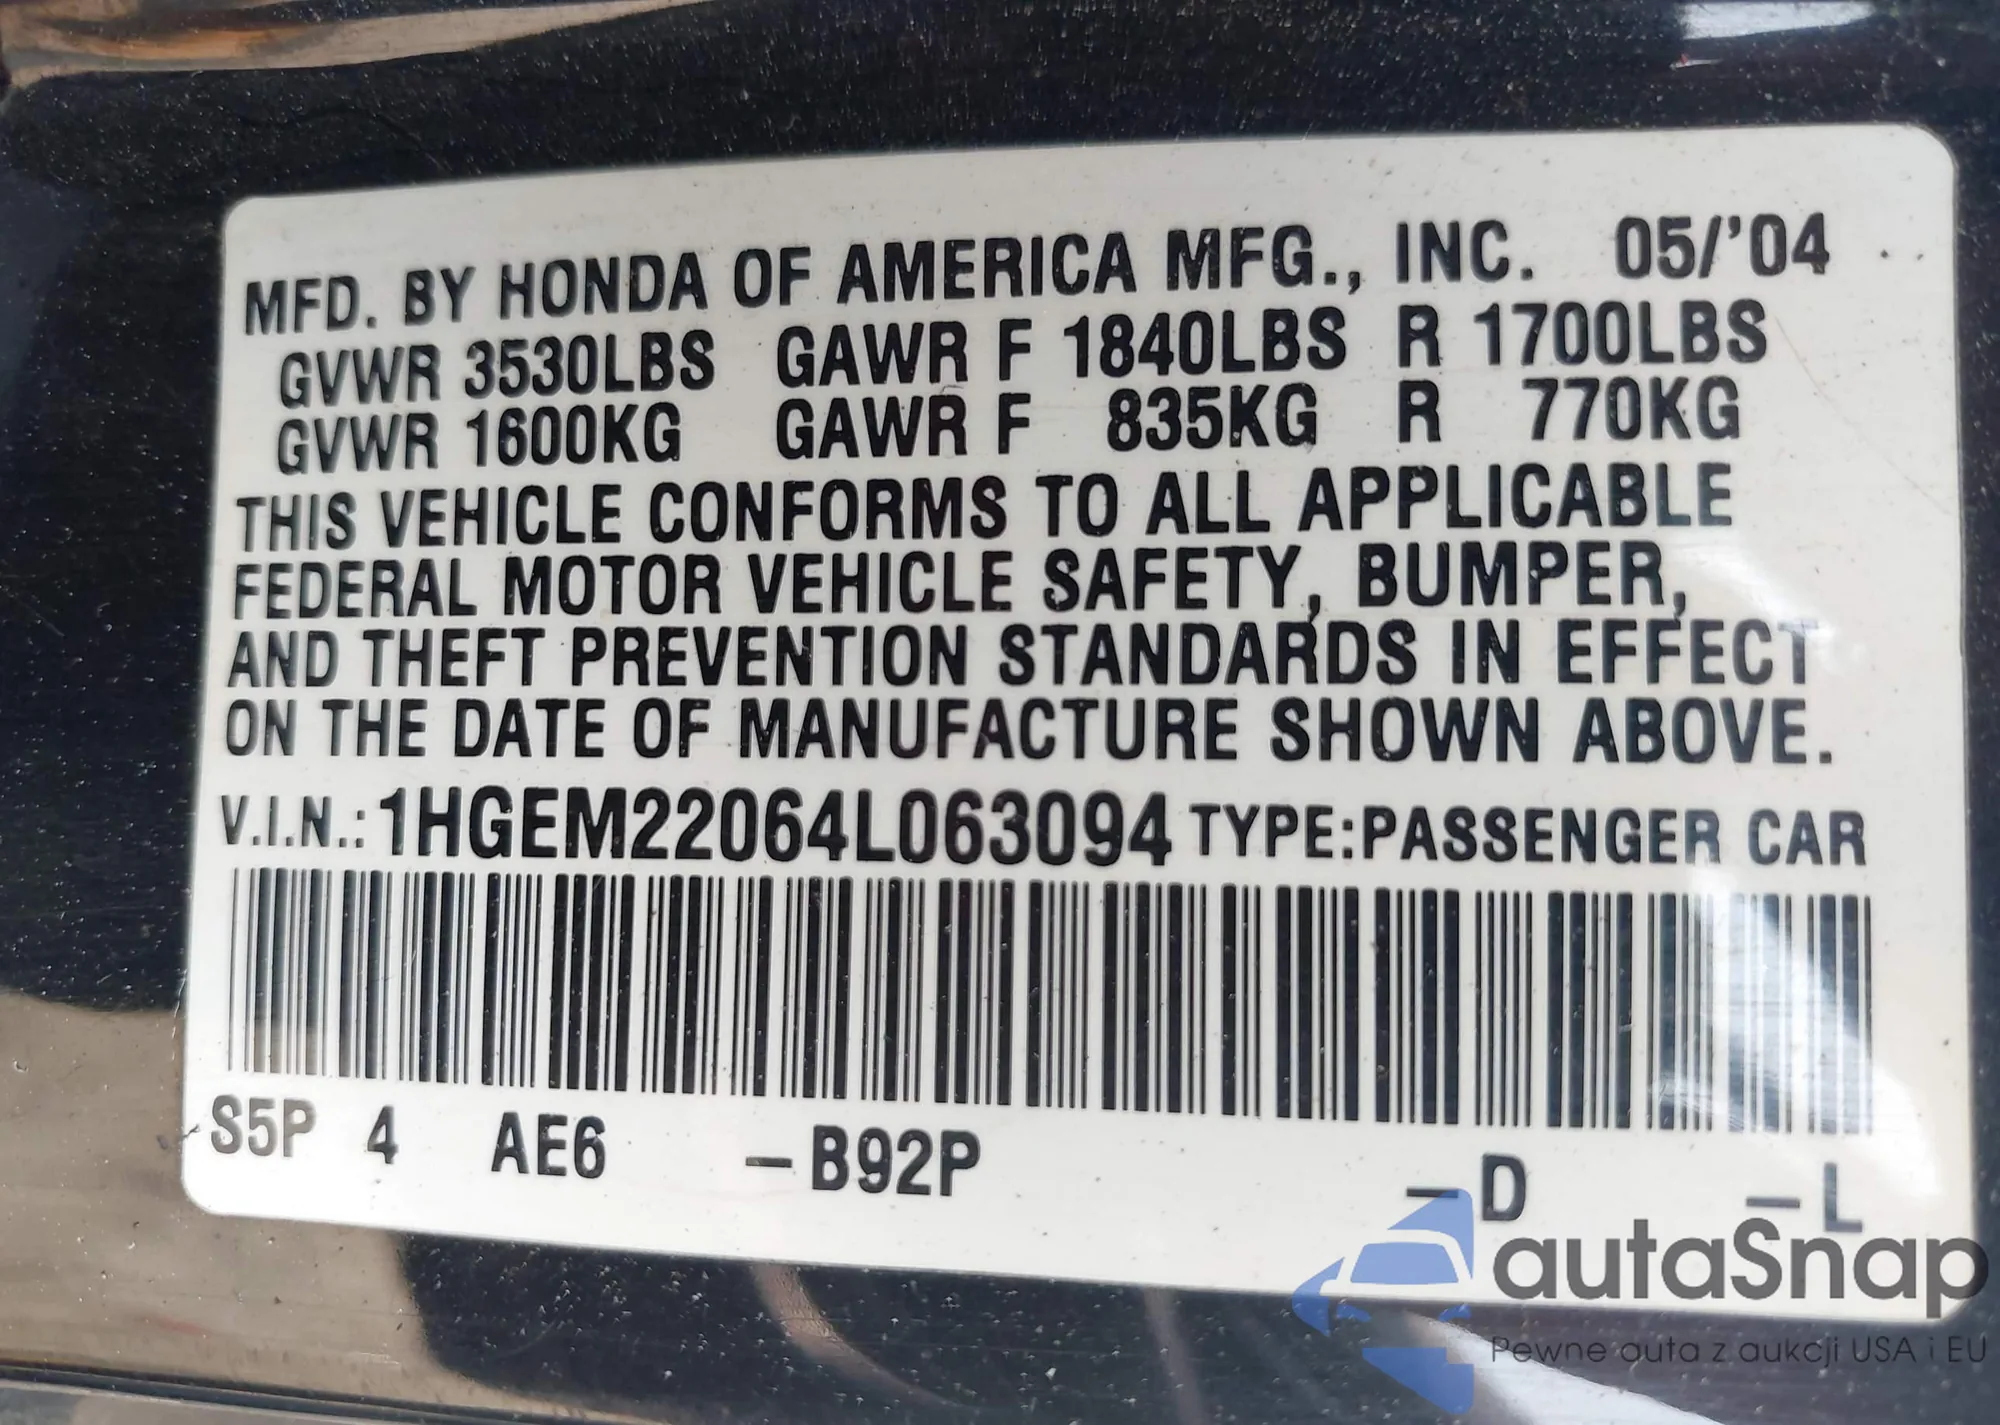 MFD. BY HONDA OF AMERICA MFG., INC. 05/'04
GVWR 3530LBS GAWR F 1840LBS R 1700LBS
GVWR 1600KG GAWR F 835KG R 770KG
THIS VEHICLE CONFORMS TO ALL APPLICABLE
FEDERAL MOTOR VEHICLE SAFETY, BUMPER,
AND THEFT PREVENTION STANDARDS IN EFFECT
ON THE DATE OF MANUFACTURE SHOWN ABOVE.
V.I.N.: 1HGEM22064L063094 TYPE:PASSENGER CAR
S5P 4 AE6 –B92P –D –L
autaSnap
Pewne auta z aukcji USA i EU